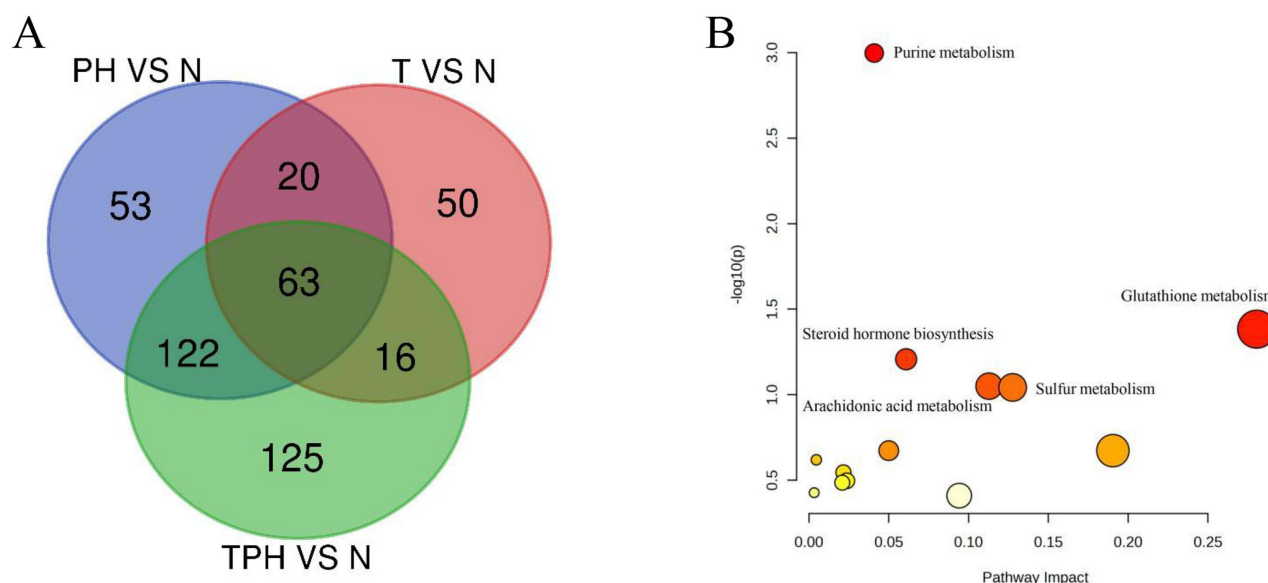 A
PH VS N
T VS N
53
20
50
63
122
16
125
TPH VS N
B
Purine metabolism
Glutathione metabolism
Steroid hormone biosynthesis
Arachidonic acid metabolism
Sulfur metabolism
-log10(p)
3.0
2.5
2.0
1.5
1.0
0.5
0.00
0.05
0.10
0.15
0.20
0.25
Pathway Impact